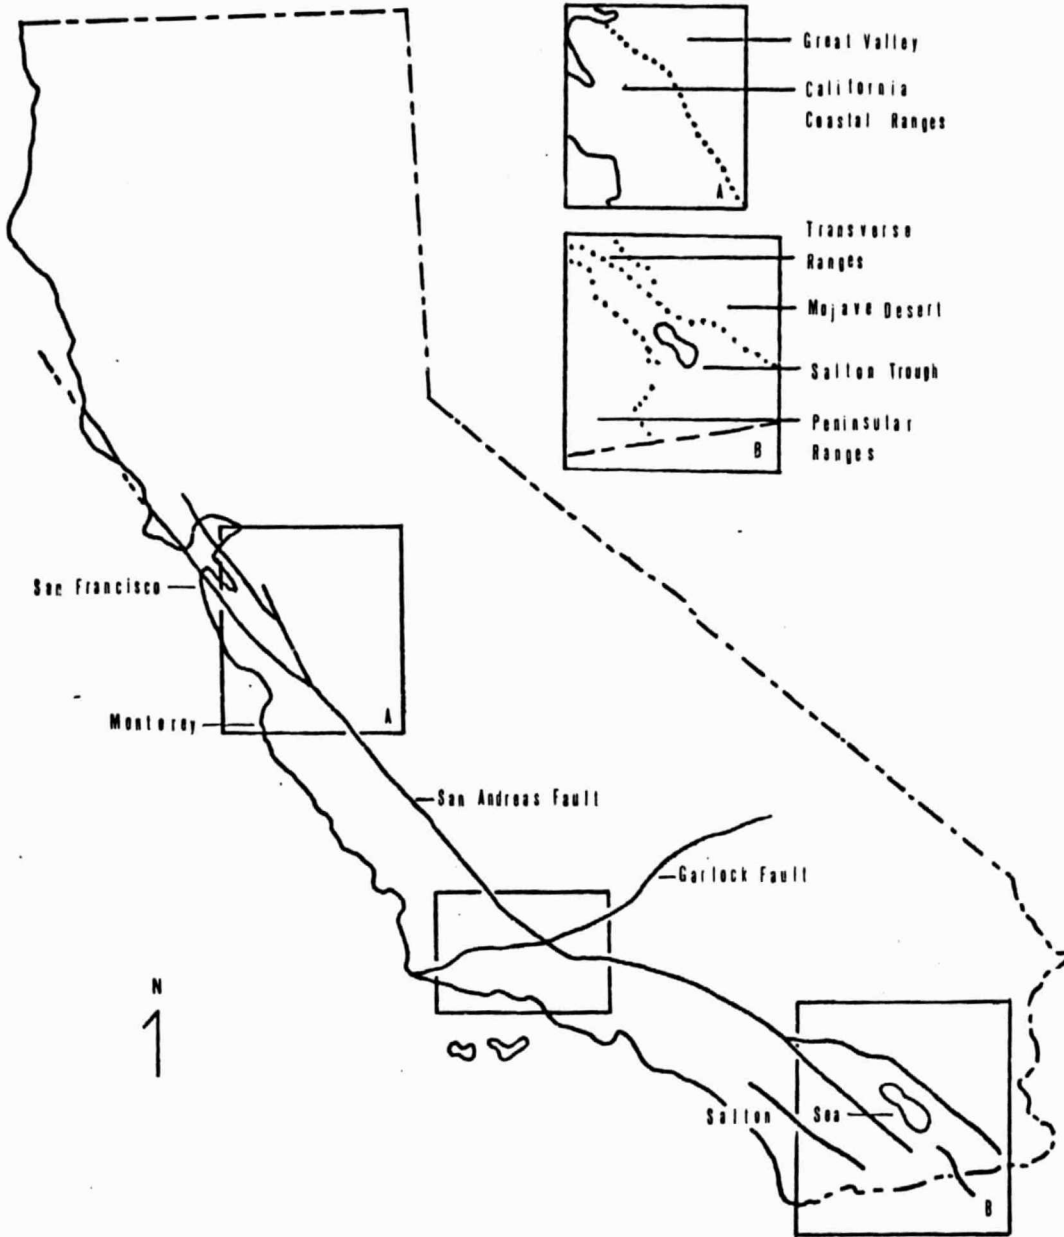 Great Valley
California
Coastal Ranges
A
Transverse
Ranges
Mojave Desert
Salton Trough
Peninsular
Ranges
B
San Francisco
Monterey
A
San Andreas Fault
Garlock Fault
N
Salton Sea
B